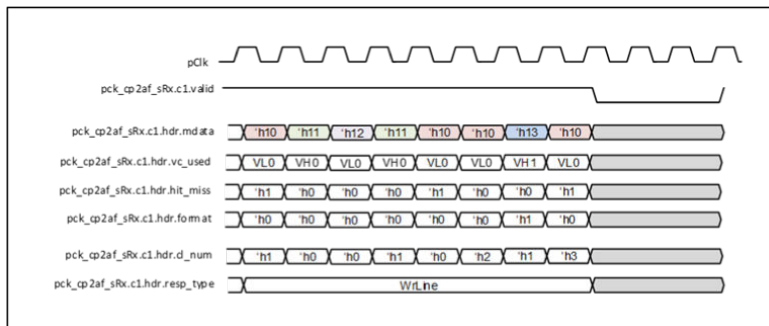 pClk
pck_cp2af_sRx.c1.valid
pck_cp2af_sRx.c1.hdr.mdata 'h10 'h11 'h12 'h11 'h10 'h10 'h13 'h10
pck_cp2af_sRx.c1.hdr.vc_used VL0 VH0 VL0 VH0 VL0 VL0 VH1 VL0
pck_cp2af_sRx.c1.hdr.hit_miss 'h1 'h0 'h0 'h0 'h1 'h0 'h0 'h1
pck_cp2af_sRx.c1.hdr.format 'h0 'h0 'h0 'h0 'h0 'h0 'h1 'h0
pck_cp2af_sRx.c1.hdr.cl_num 'h1 'h0 'h0 'h1 'h0 'h2 'h1 'h3
pck_cp2af_sRx.c1.hdr.resp_type WrLine